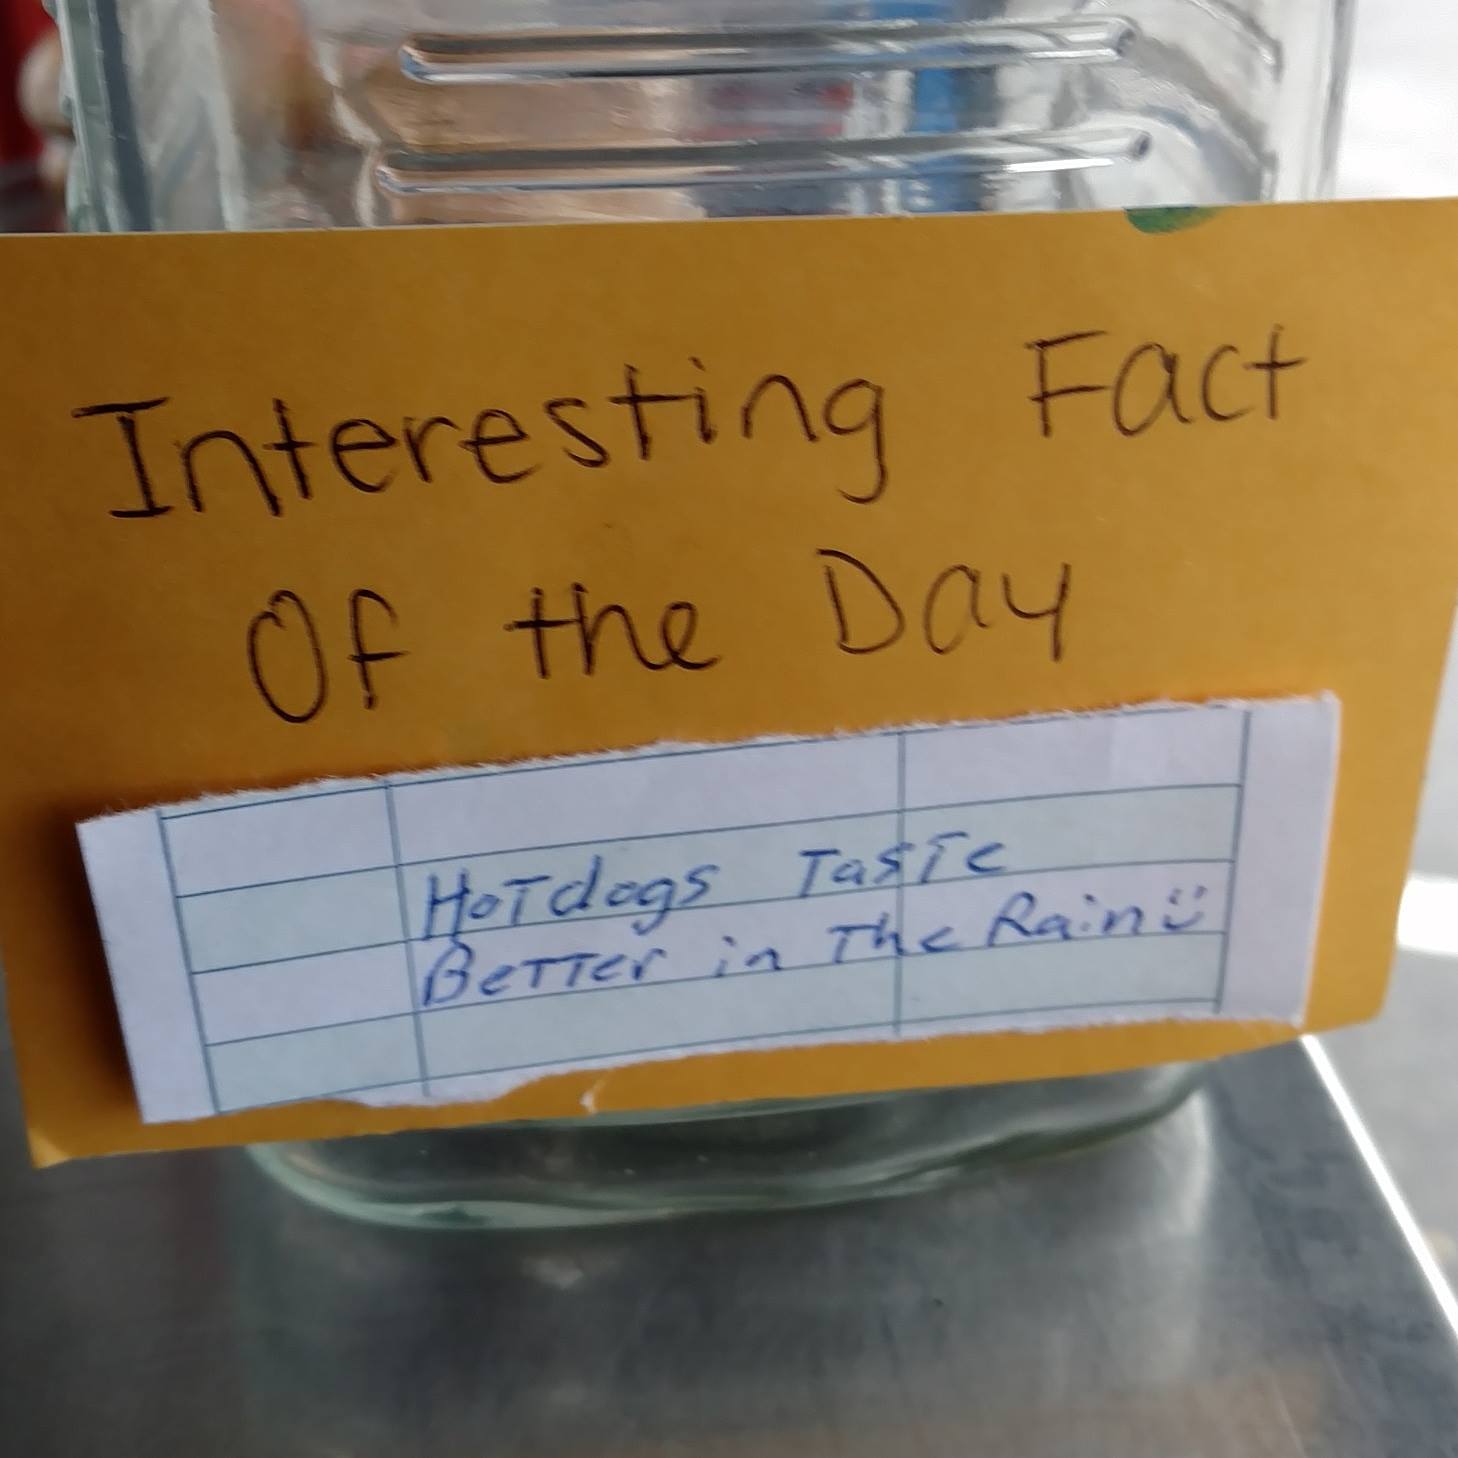 Interesting Fact
Of the Day
HoTdogs TasTe
BeTTer in The Rain